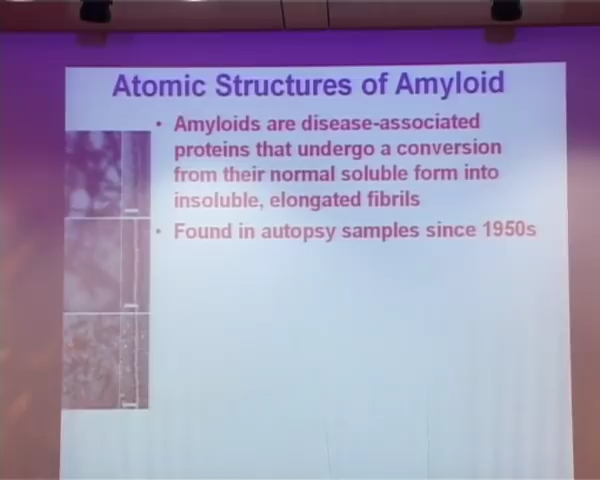 Atomic Structures of Amyloid
• Amyloids are disease-associated
proteins that undergo a conversion
from their normal soluble form into
insoluble, elongated fibrils
• Found in autopsy samples since 1950s